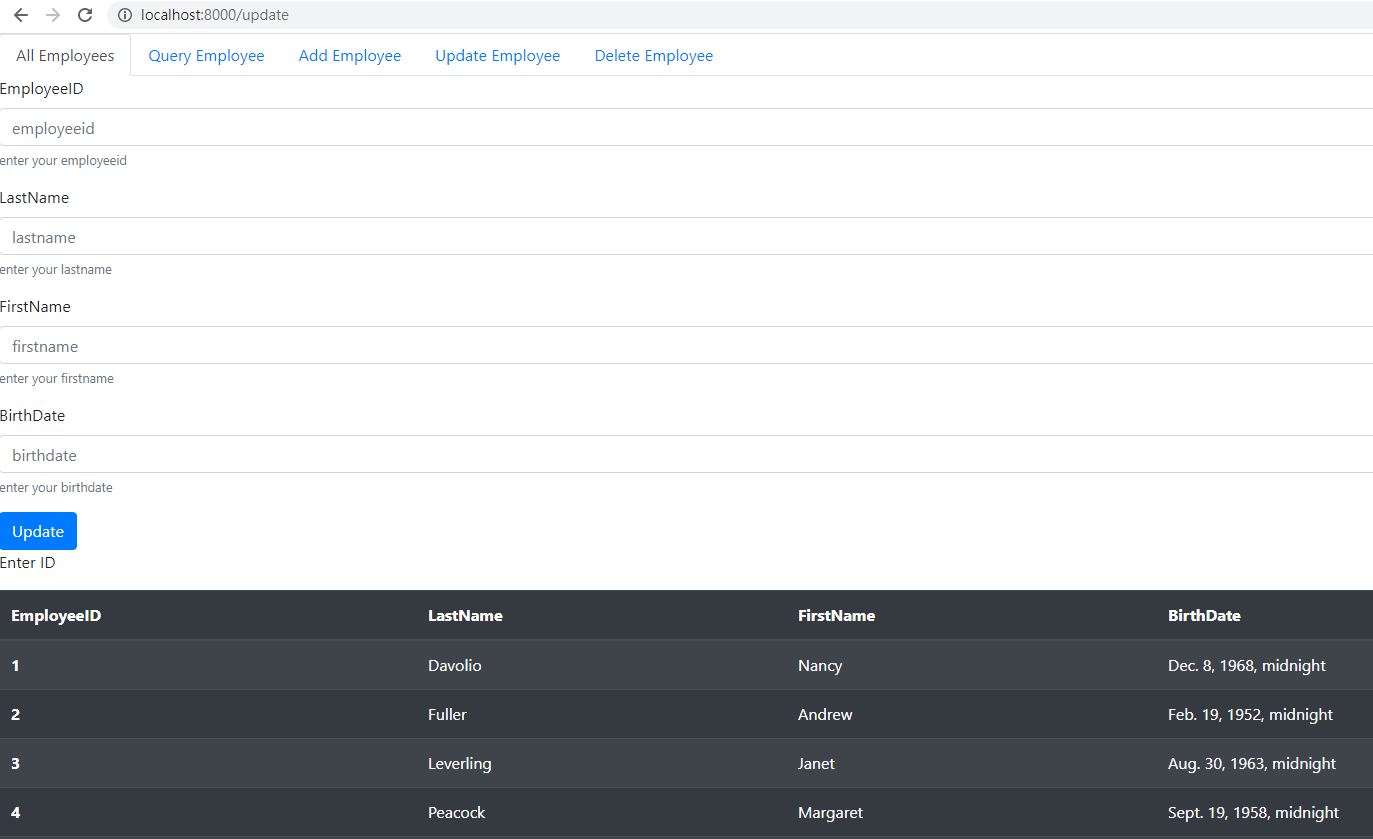 localhost:8000/update
All Employees Query Employee Add Employee Update Employee Delete Employee
EmployeeID
employeeid
enter your employeeid
LastName
lastname
enter your lastname
FirstName
firstname
enter your firstname
BirthDate
birthdate
enter your birthdate
Update
Enter ID
EmployeeID LastName FirstName BirthDate
1 Davolio Nancy Dec. 8, 1968, midnight
2 Fuller Andrew Feb. 19, 1952, midnight
3 Leverling Janet Aug. 30, 1963, midnight
4 Peacock Margaret Sept. 19, 1958, midnight